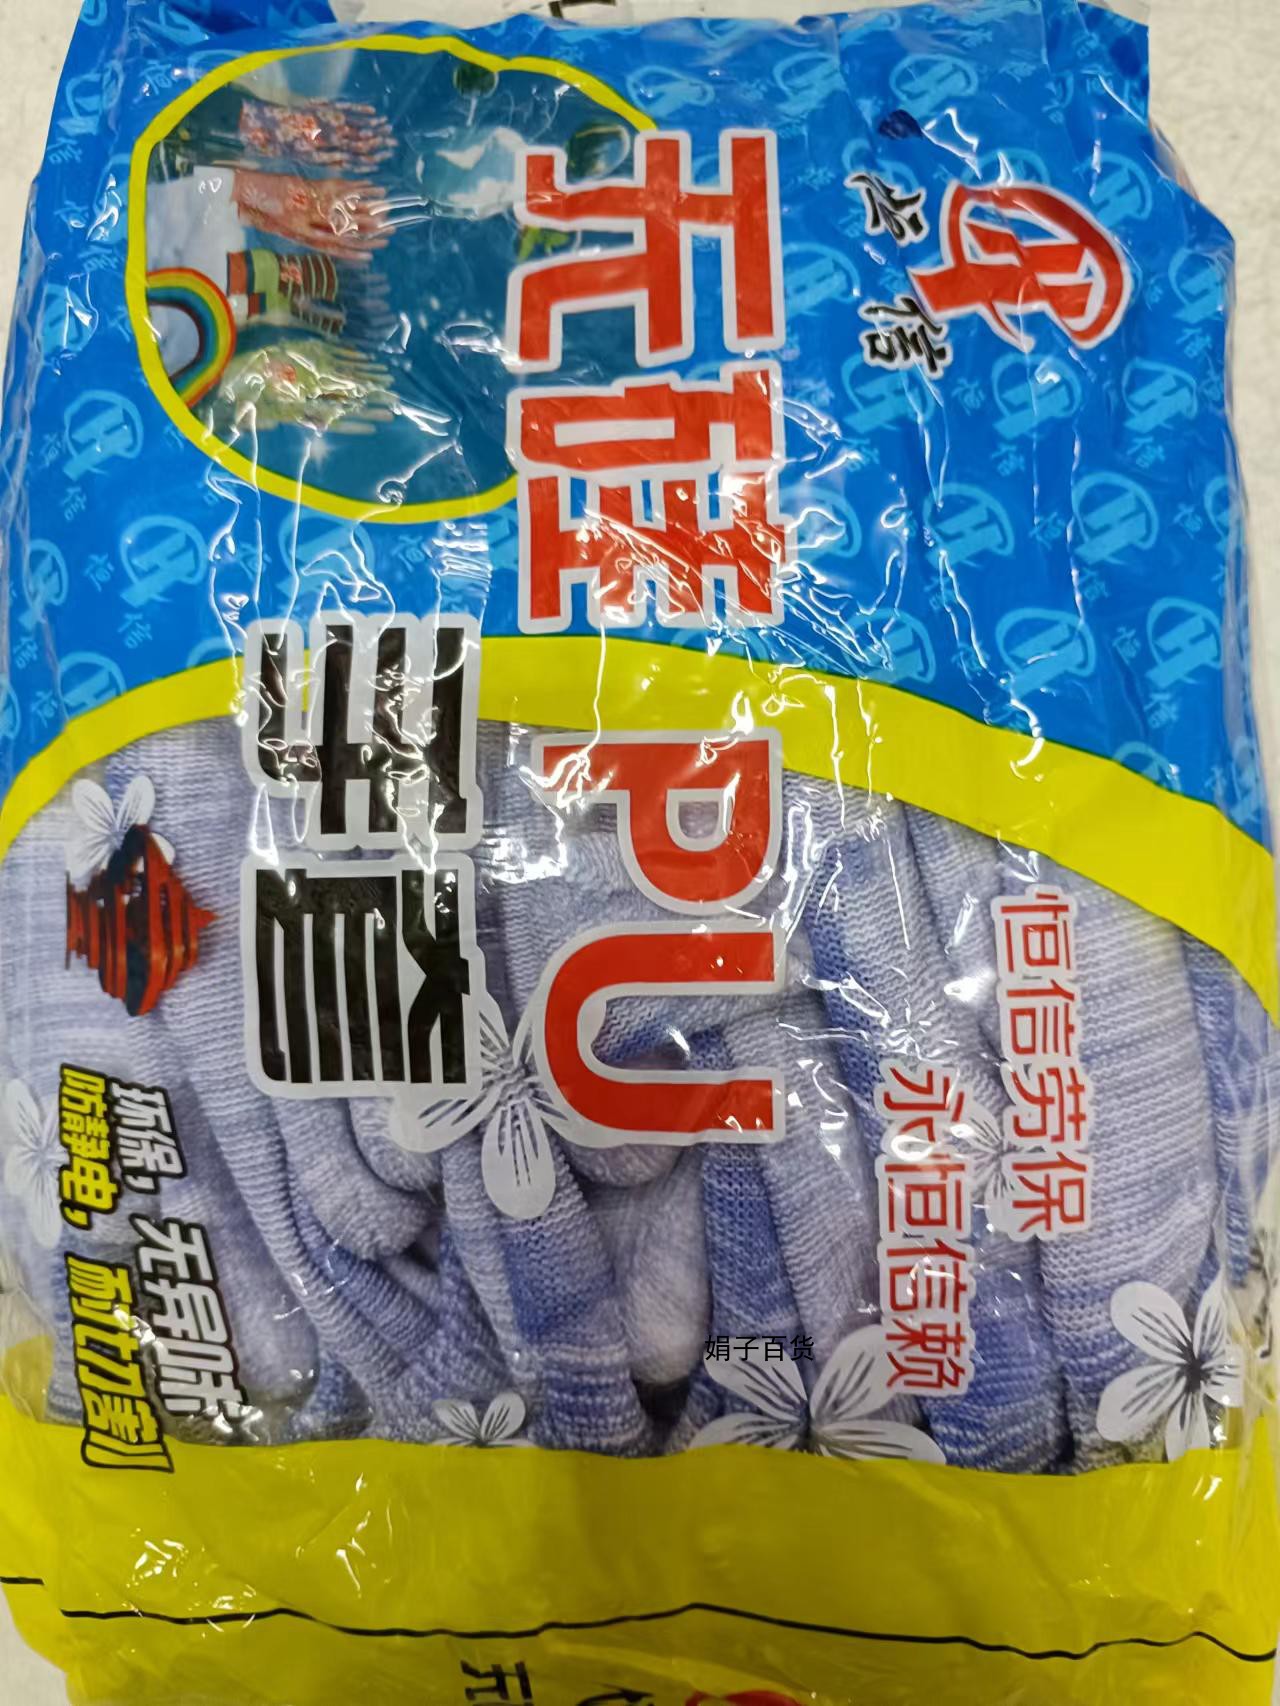 恒信
无硅PU
手套
恒信劳保
永恒信赖
环保，无异味
防静电，耐切割
娟子百货